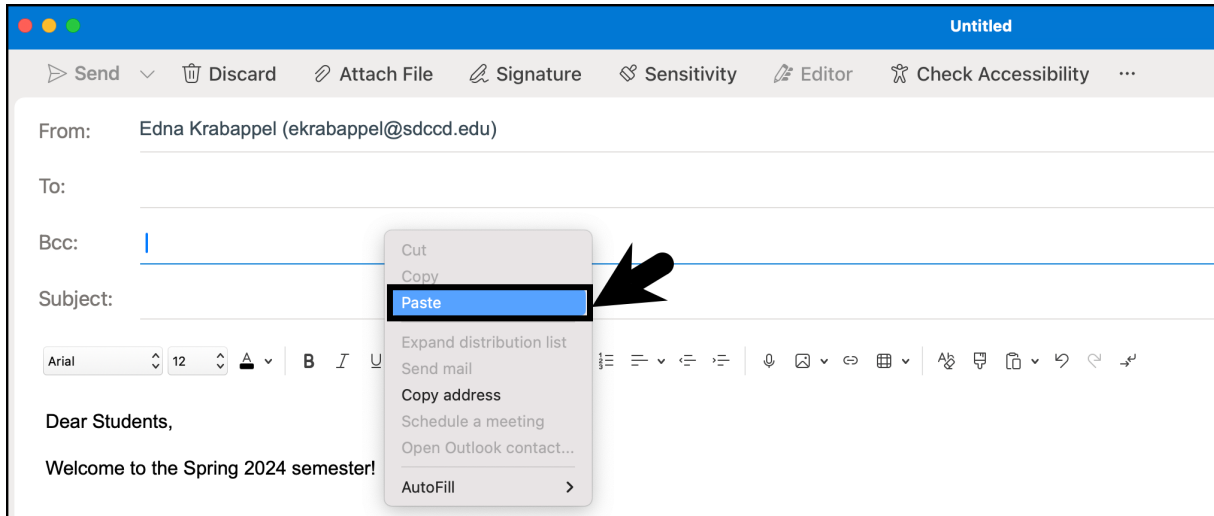 Untitled
Send Discard Attach File Signature Sensitivity Editor Check Accessibility ...
From: Edna Krabappel (ekrabappel@sdccd.edu)
To:
Bcc:
Cut
Copy
Subject:
Paste
Expand distribution list
Arial 12 A B I U
Send mail
Copy address
Dear Students,
Schedule a meeting
Open Outlook contact...
Welcome to the Spring 2024 semester!
AutoFill